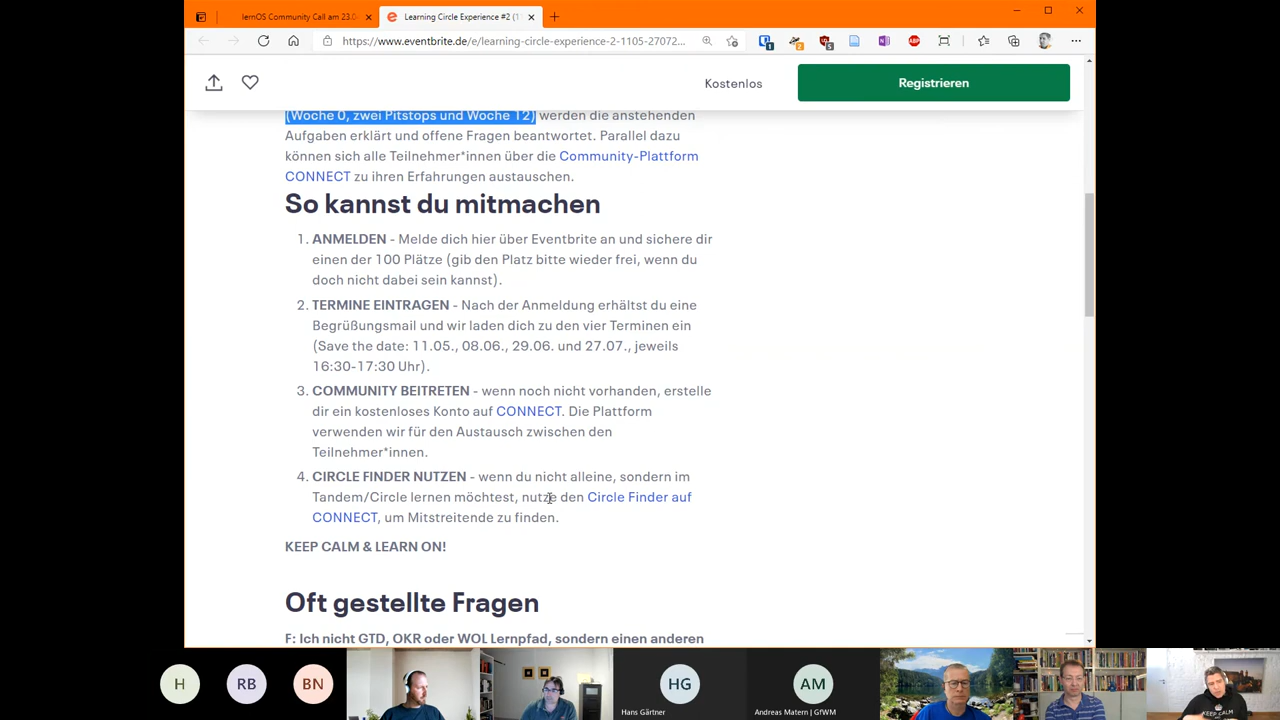 lernOS Community Call am 23.0
Learning Circle Experience #2 (1
https://www.eventbrite.de/e/learning-circle-experience-2-1105-27072...
1
2
5
ABP
Kostenlos
Registrieren
(Woche 0, zwei Pitstops und Woche 12) werden die anstehenden
Aufgaben erklärt und offene Fragen beantwortet. Parallel dazu
können sich alle Teilnehmer*innen über die Community-Plattform
CONNECT zu ihren Erfahrungen austauschen.
So kannst du mitmachen
1. ANMELDEN - Melde dich hier über Eventbrite an und sichere dir
einen der 100 Plätze (gib den Platz bitte wieder frei, wenn du
doch nicht dabei sein kannst).
2. TERMINE EINTRAGEN - Nach der Anmeldung erhältst du eine
Begrüßungsmail und wir laden dich zu den vier Terminen ein
(Save the date: 11.05., 08.06., 29.06. und 27.07., jeweils
16:30-17:30 Uhr).
3. COMMUNITY BEITRETEN - wenn noch nicht vorhanden, erstelle
dir ein kostenloses Konto auf CONNECT. Die Plattform
verwenden wir für den Austausch zwischen den
Teilnehmer*innen.
4. CIRCLE FINDER NUTZEN - wenn du nicht alleine, sondern im
Tandem/Circle lernen möchtest, nutze den Circle Finder auf
CONNECT, um Mitstreitende zu finden.
KEEP CALM & LEARN ON!
Oft gestellte Fragen
F: Ich nicht GTD, OKR oder WOL Lernpfad, sondern einen anderen
H
RB
BN
HG
Hans Gärtner
AM
Andreas Matern | GfWM
KEEP CALM